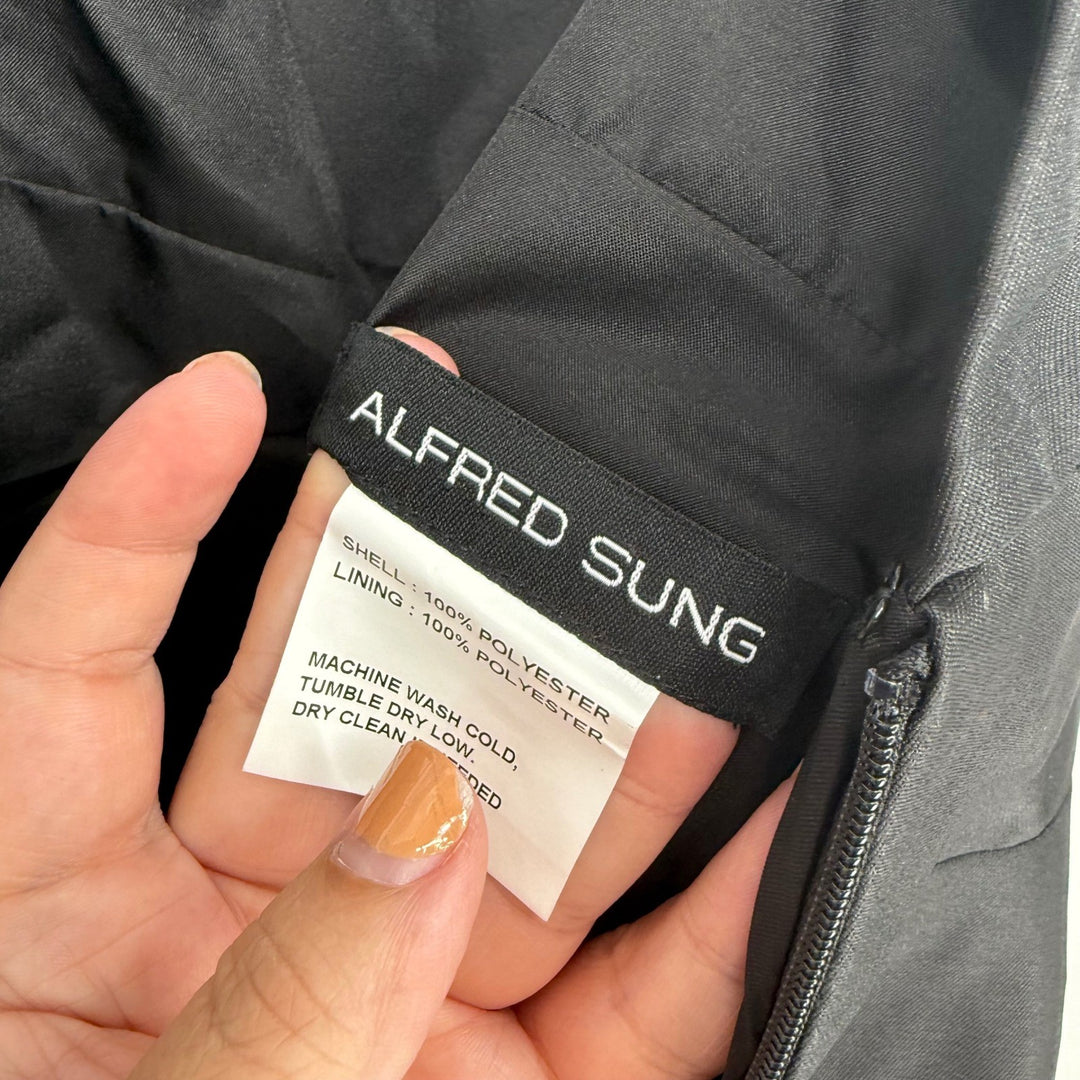 ALFRED SUNG
SHELL : 100% POLYESTER
LINING : 100% POLYESTER
MACHINE WASH COLD,
TUMBLE DRY LOW.
DRY CLEAN